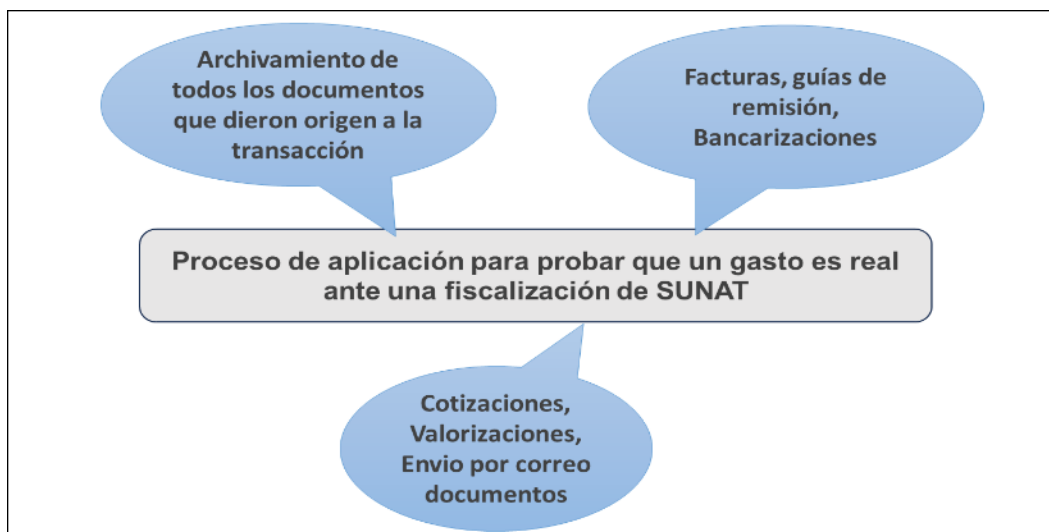 Archivamiento de
todos los documentos
que dieron origen a la
transacción
Facturas, guías de
remisión,
Bancarizaciones
Proceso de aplicación para probar que un gasto es real
ante una fiscalización de SUNAT
Cotizaciones,
Valorizaciones,
Envio por correo
documentos